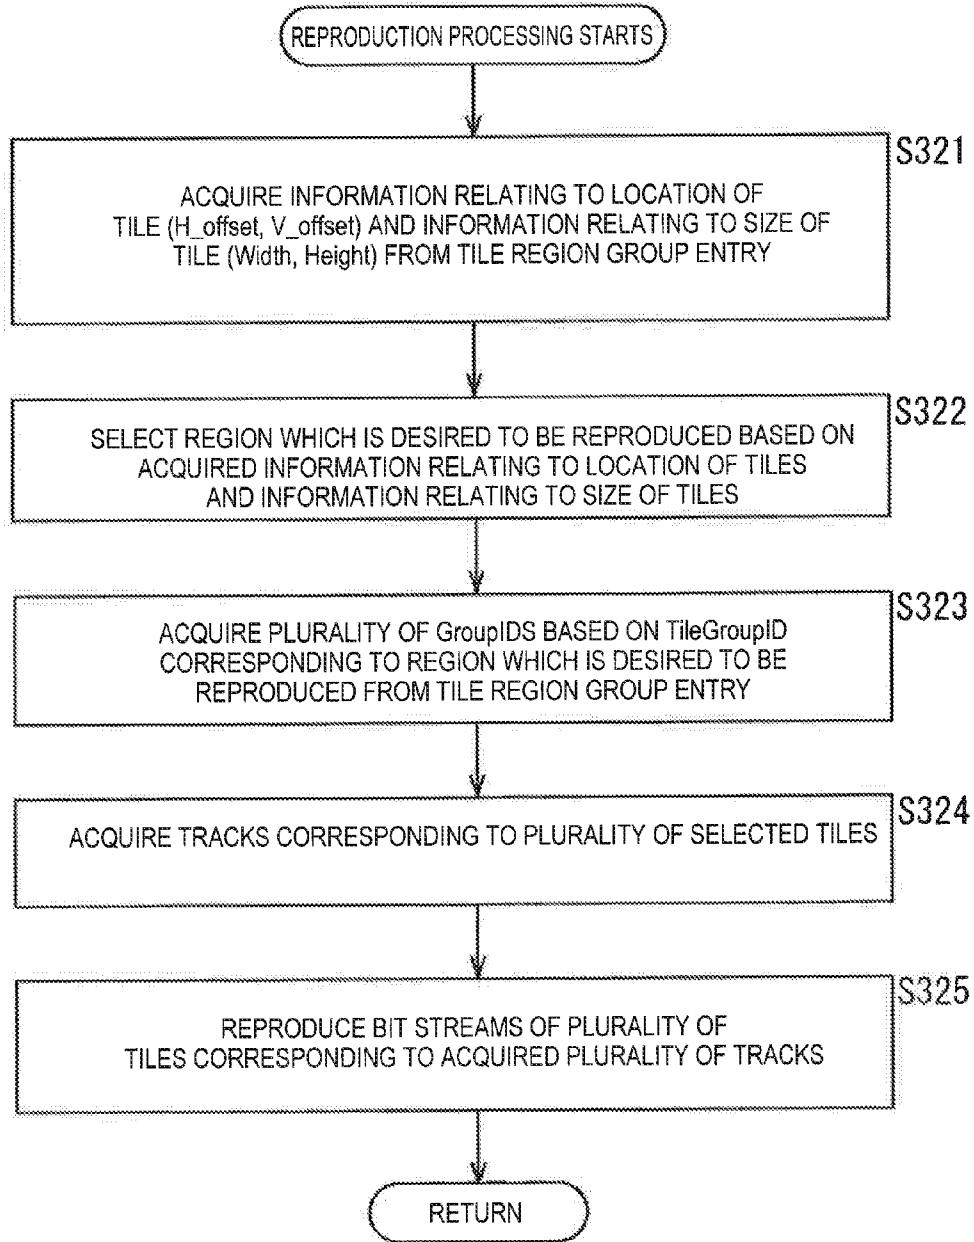 REPRODUCTION PROCESSING STARTS
S321
ACQUIRE INFORMATION RELATING TO LOCATION OF
TILE (H_offset, V_offset) AND INFORMATION RELATING TO SIZE OF
TILE (Width, Height) FROM TILE REGION GROUP ENTRY
S322
SELECT REGION WHICH IS DESIRED TO BE REPRODUCED BASED ON
ACQUIRED INFORMATION RELATING TO LOCATION OF TILES
AND INFORMATION RELATING TO SIZE OF TILES
S323
ACQUIRE PLURALITY OF GroupIDS BASED ON TileGroupID
CORRESPONDING TO REGION WHICH IS DESIRED TO BE
REPRODUCED FROM TILE REGION GROUP ENTRY
S324
ACQUIRE TRACKS CORRESPONDING TO PLURALITY OF SELECTED TILES
S325
REPRODUCE BIT STREAMS OF PLURALITY OF
TILES CORRESPONDING TO ACQUIRED PLURALITY OF TRACKS
RETURN